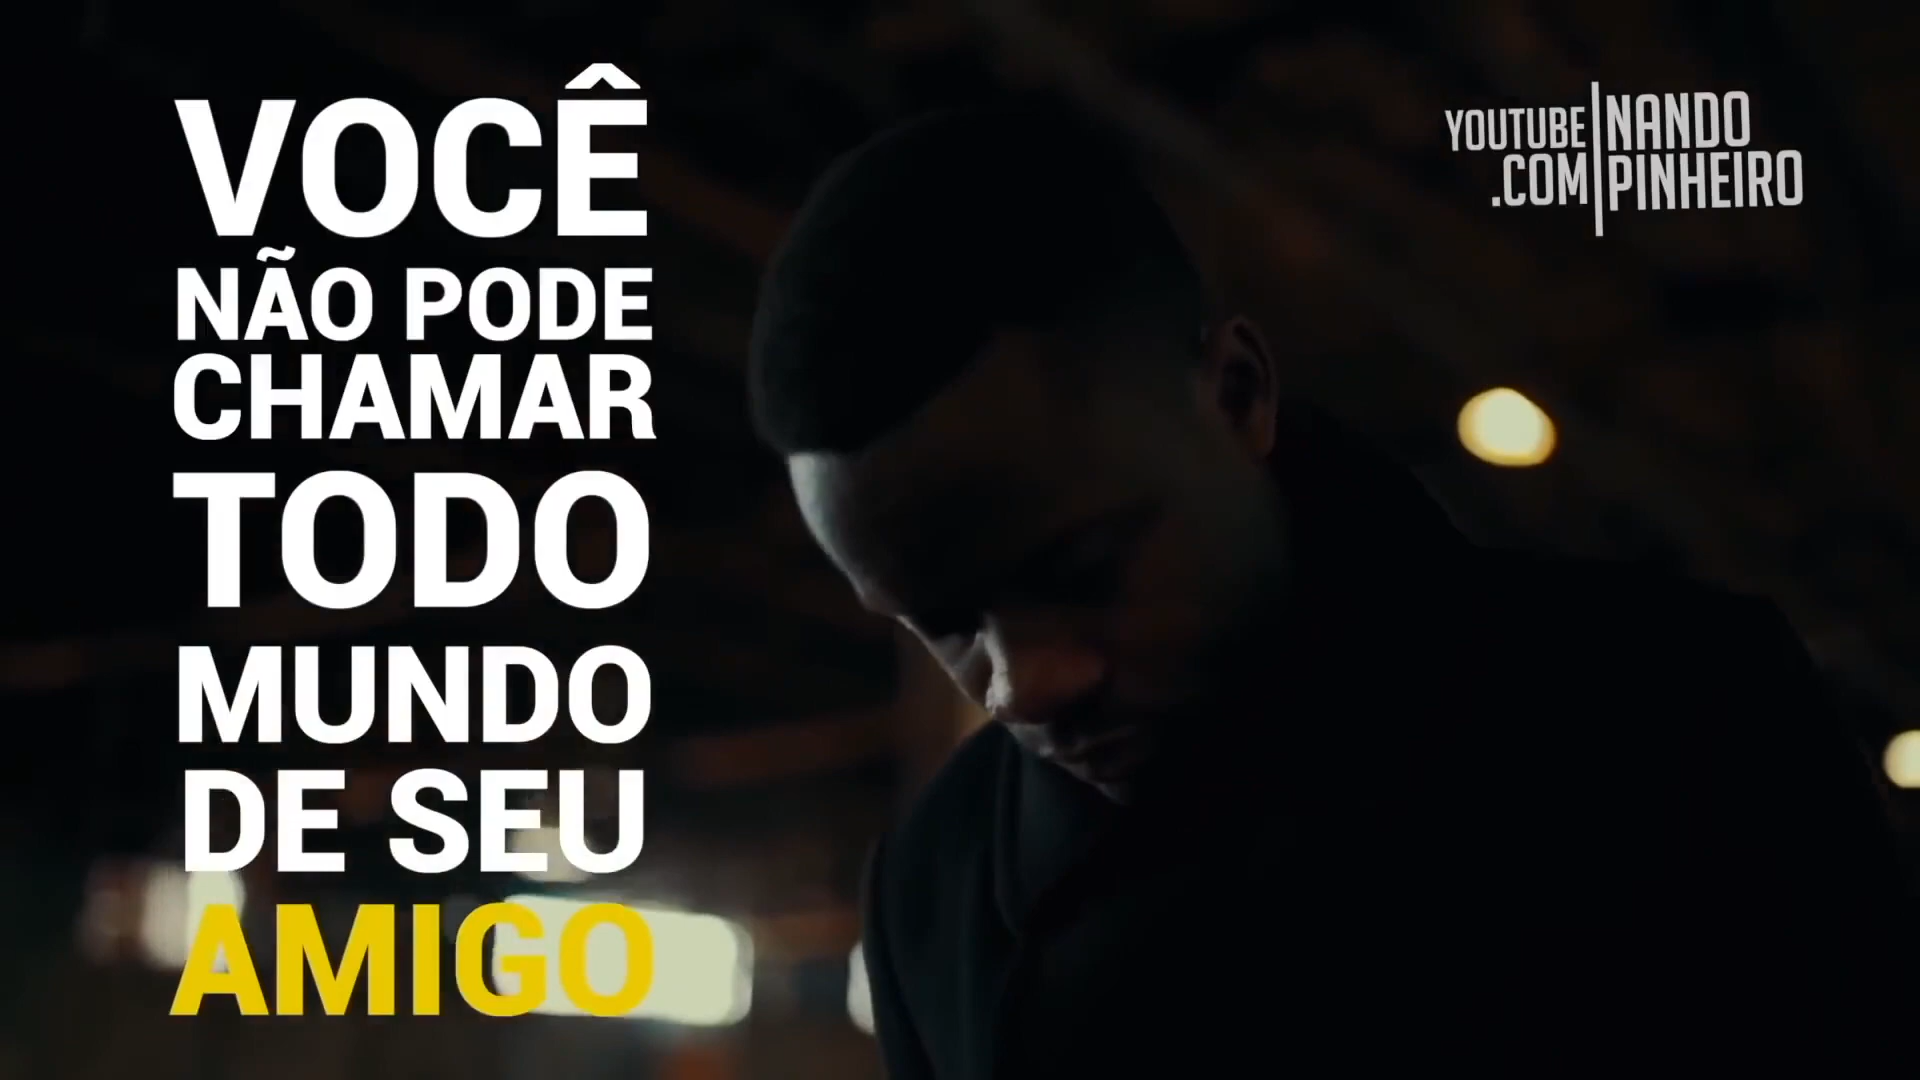 VOCÊ
NÃO PODE
CHAMAR
TODO
MUNDO
DE SEU
AMIGO
YOUTUBE
.COM
NANDO
PINHEIRO